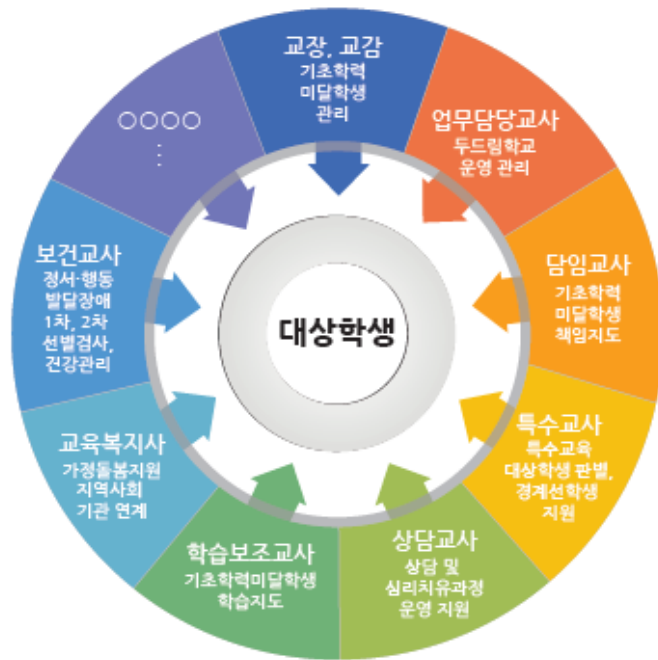 교장, 교감
기초학력
미달학생
관리
업무담당교사
두드림학교
운영 관리
담임교사
기초학력
미달학생
책임지도
특수교사
특수교육
대상학생 판별,
경계선학생
지원
상담교사
상담 및
심리치유과정
운영 지원
학습보조교사
기초학력미달학생
학습지도
교육복지사
가정돌봄지원
지역사회
기관 연계
보건교사
정서·행동
발달장애
1차, 2차
선별검사,
건강관리
○○○○
⋮
대상학생